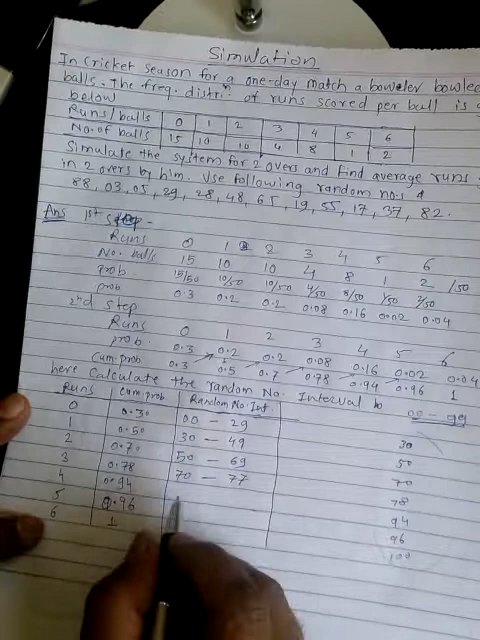 Simulation
In Cricket season for a one-day match a bowler bowled
balls. The freq. distriⁿ of runs scored per ball is
below
Runs/balls 0 1 2 3 4 5 6
No. of balls 15 10 10 4 8 1 2
Simulate the system for 2 overs and find average runs
in 2 overs by him. Use following random no.s
88, 03, 05, 29, 28, 48, 65, 19, 55, 17, 37, 82.
Ans 1st step -
Runs 0 1 2 3 4 5 6
No. balls 15 10 10 4 8 1 2 /50
prob. 15/50 10/50 10/50 4/50 8/50 1/50 2/50
prob 0.3 0.2 0.2 0.08 0.16 0.02 0.04
2nd step
Runs 0 1 2 3 4 5 6
prob. 0.3 0.2 0.2 0.08 0.16 0.02 0.04
Cum.prob 0.3 0.5 0.7 0.78 0.94 0.96 1
here Calculate the random No. Interval to 00 - 99
Runs Cum.prob Random No. Int.
0 0.30 00 - 29 30
1 0.50 30 - 49 50
2 0.70 50 - 69 70
3 0.78 70 - 77 78
4 0.94 94
5 0.96 96
6 1 100